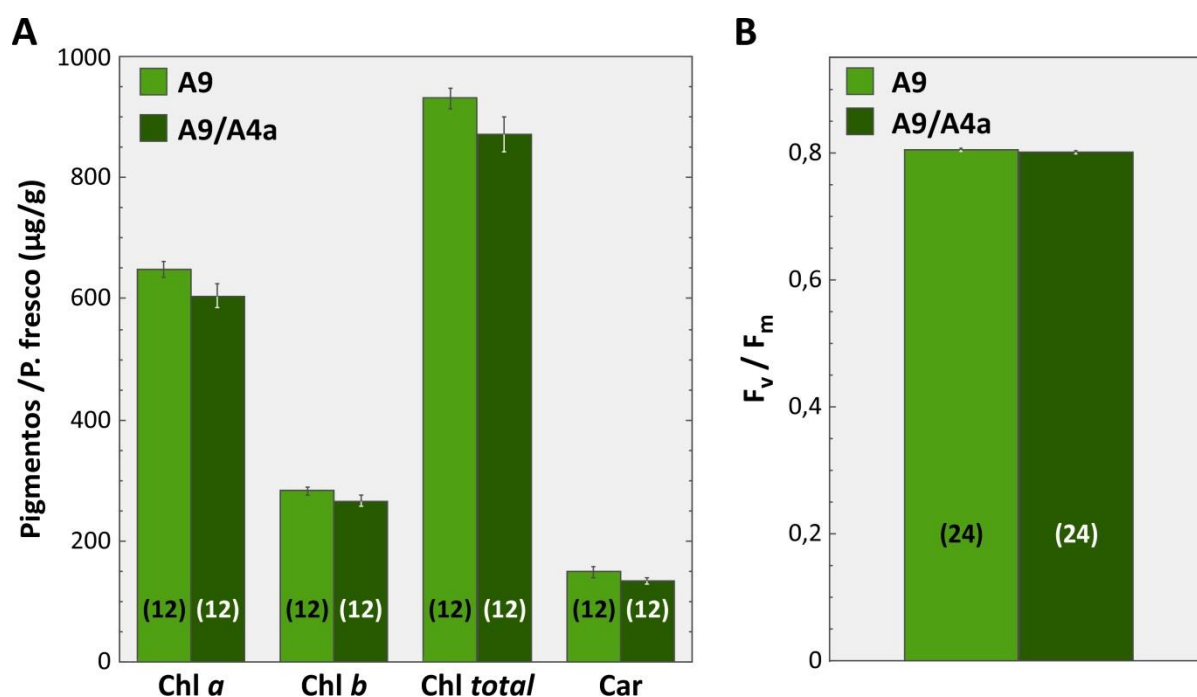 A
Pigmentos /P. fresco (µg/g)
1000
800
600
400
200
0
A9
A9/A4a
(12) (12) (12) (12) (12) (12) (12) (12)
Chl a Chl b Chl total Car
B
Fv / Fm
0,8
0,6
0,4
0,2
0
A9
A9/A4a
(24) (24)